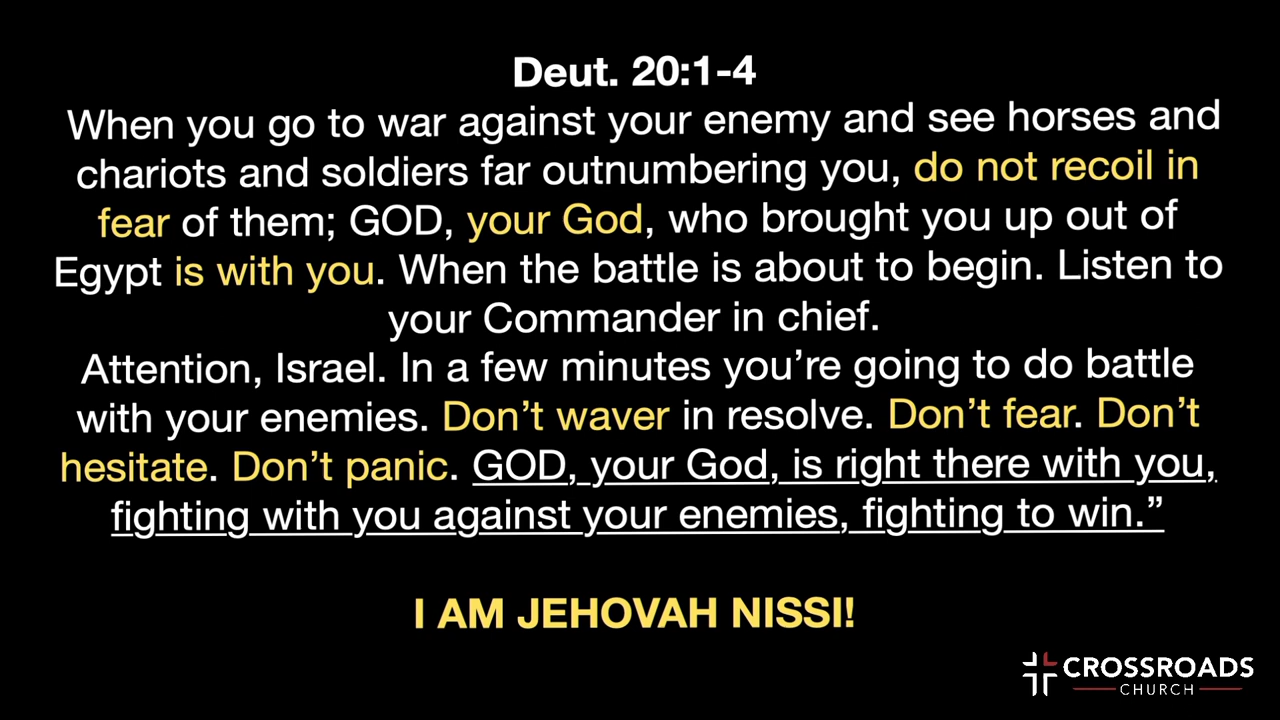 Deut. 20:1-4
When you go to war against your enemy and see horses and
chariots and soldiers far outnumbering you, do not recoil in
fear of them; GOD, your God, who brought you up out of
Egypt is with you. When the battle is about to begin. Listen to
your Commander in chief.
Attention, Israel. In a few minutes you’re going to do battle
with your enemies. Don’t waver in resolve. Don’t fear. Don’t
hesitate. Don’t panic. GOD, your God, is right there with you,
fighting with you against your enemies, fighting to win.”
I AM JEHOVAH NISSI!
CROSSROADS
CHURCH